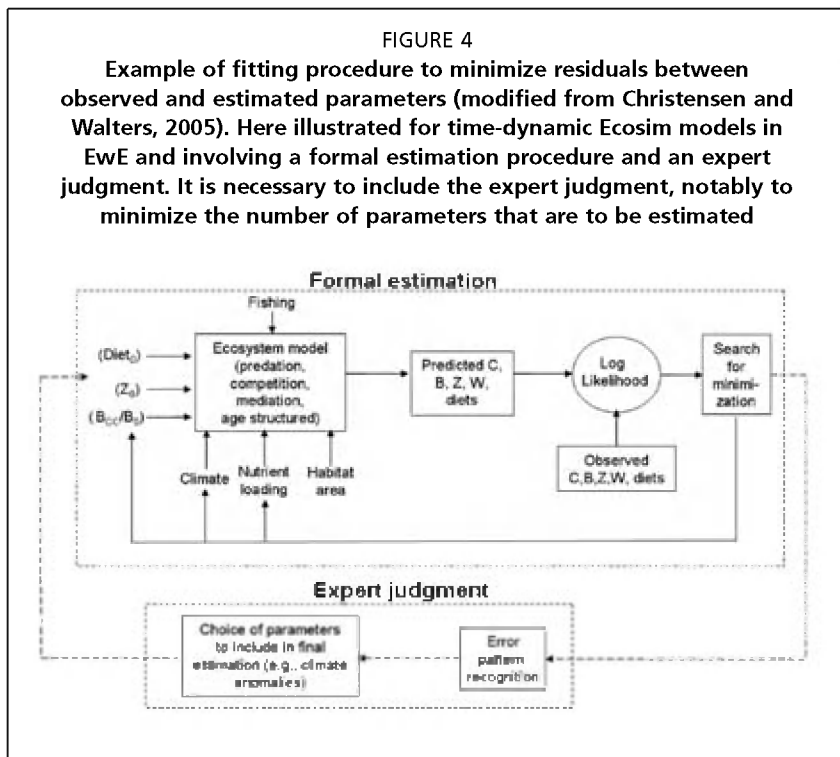 FIGURE 4
Example of fitting procedure to minimize residuals between
observed and estimated parameters (modified from Christensen and
Walters, 2005). Here illustrated for time-dynamic Ecosim models in
EwE and involving a formal estimation procedure and an expert
judgment. It is necessary to include the expert judgment, notably to
minimize the number of parameters that are to be estimated
Formal estimation
Fishing
(Diet₀)
(Z₀)
(B_CC/B₀)
Ecosystem model
(predation,
competition,
mediation,
age structured)
Climate
Nutrient
loading
Habitat
area
Predicted C,
B, Z, W,
diets
Log
Likelihood
Observed
C,B,Z,W, diets
Search
for
minimi-
zation
Expert judgment
Choice of parameters
to include in final
estimation (e.g., climate
anomalies)
Error
pattern
recognition